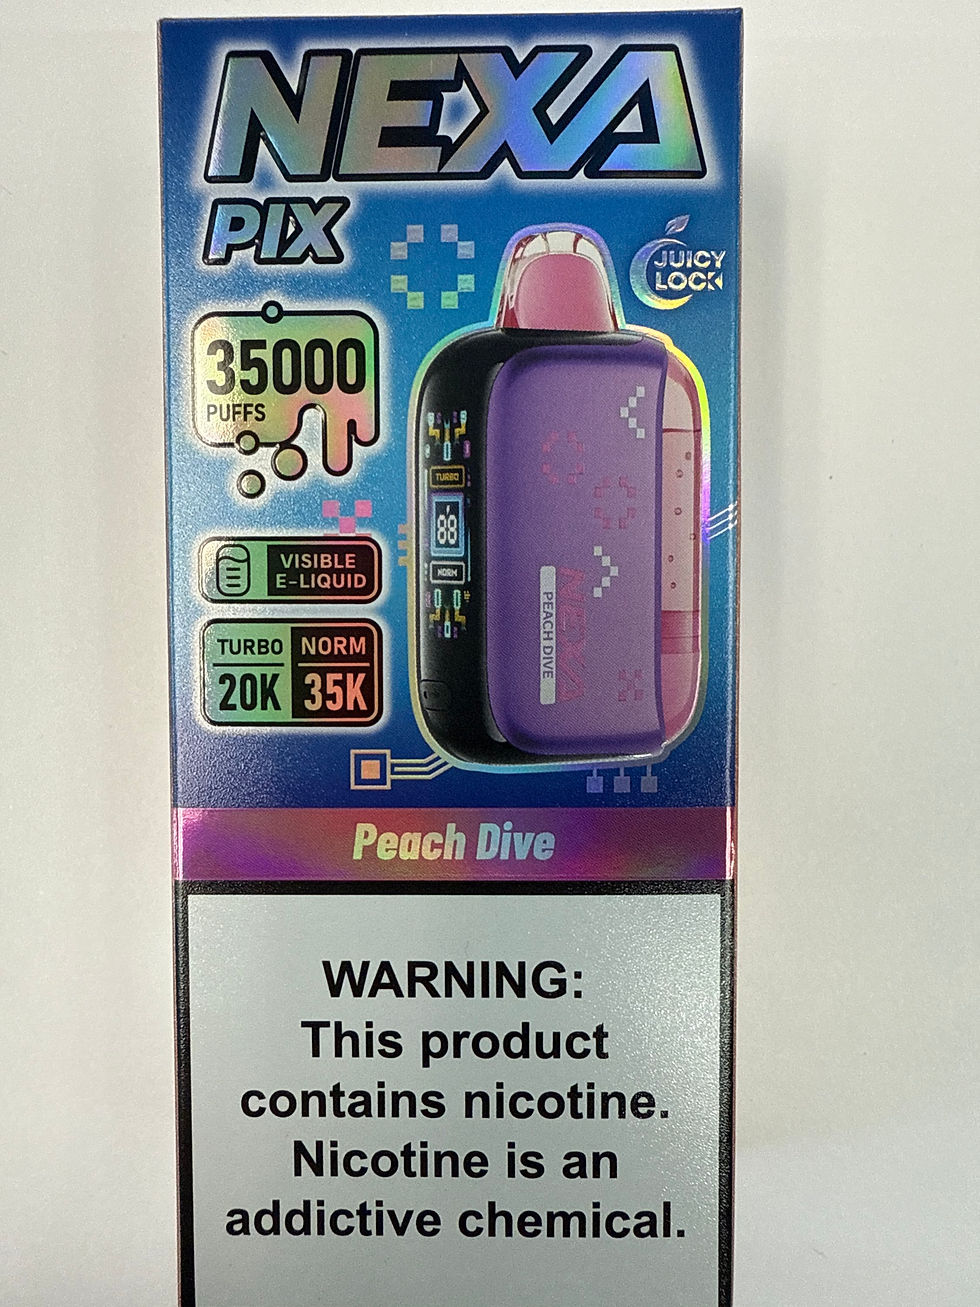 NEXA
PIX
JUICY
LOCK
35000
PUFFS
TURBO
88
NORM
NEXA
PEACH DIVE
VISIBLE
E-LIQUID
TURBO NORM
20K 35K
Peach Dive
WARNING:
This product
contains nicotine.
Nicotine is an
addictive chemical.